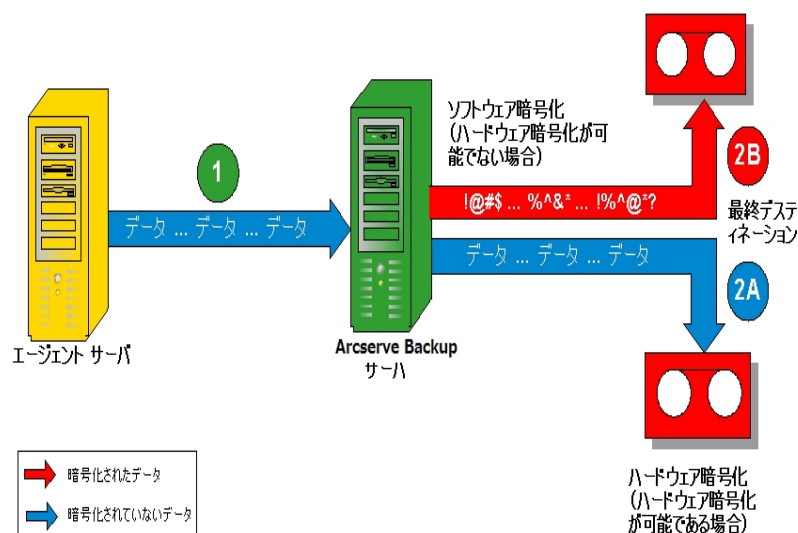 ソフトウェア暗号化
(ハードウェア暗号化が可
能でない場合)
1
2B
!@#$ ... %^&* ... !%^@*?
最終デステ
ィネーション
データ ... データ ... データ
データ ... データ ... データ
2A
エージェント サーバ
Arcserve Backup
サーハ
暗号化されたデータ
暗号化されていないデータ
ハードウェア暗号化
(ハードウェア暗号化
が可能である場合)